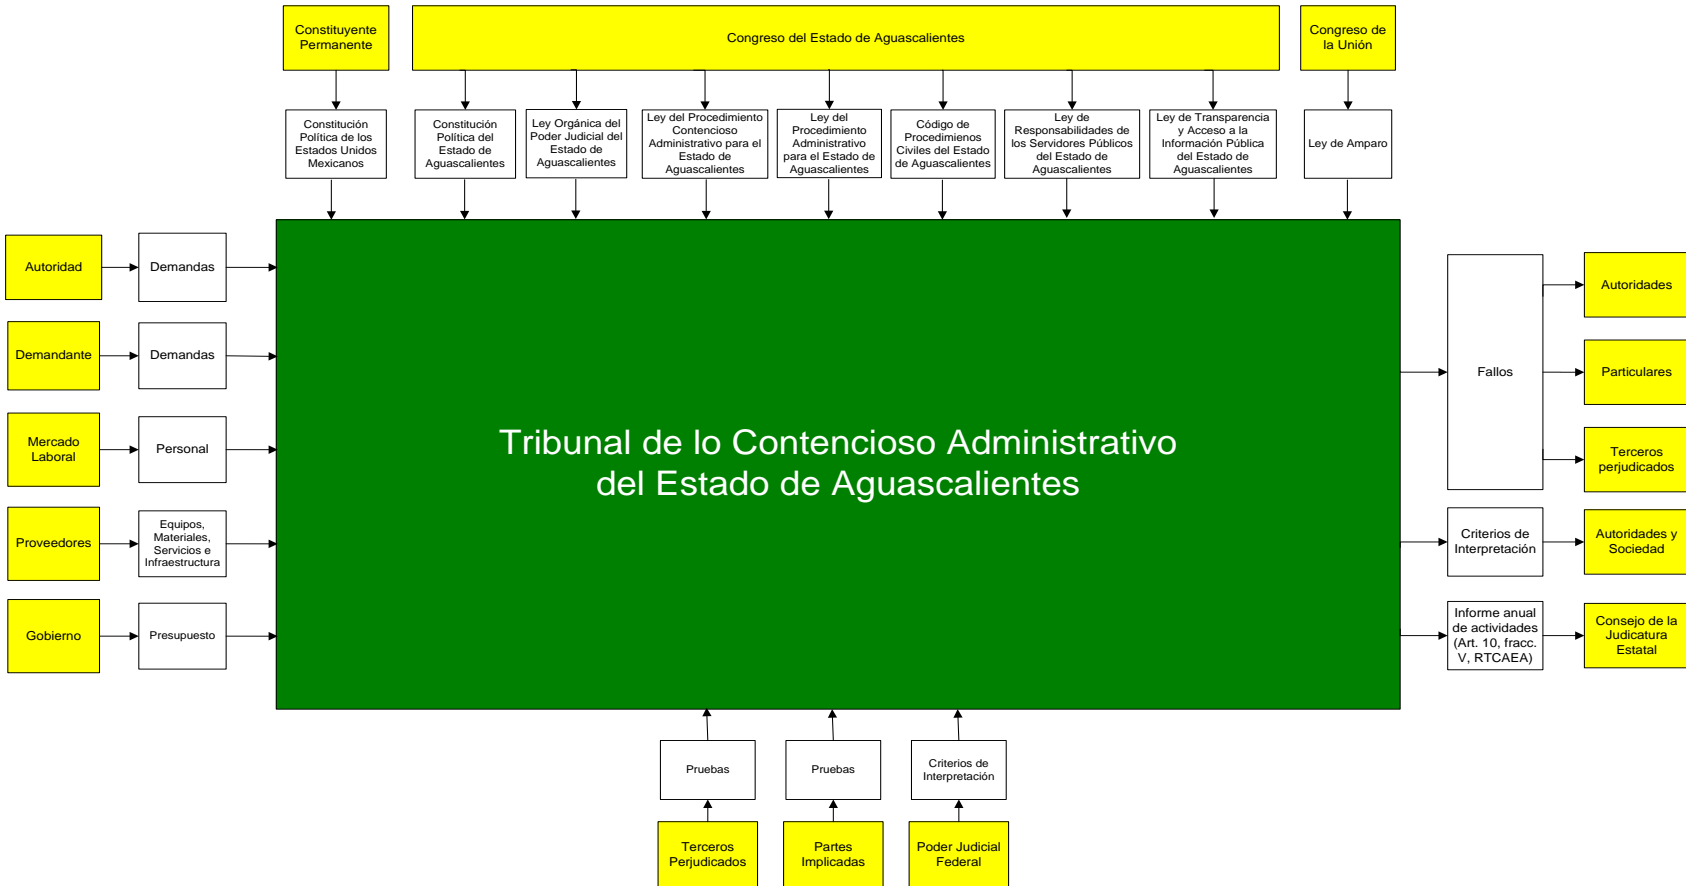 Constituyente
Permanente
Congreso del Estado de Aguascalientes
Congreso de
la Unión
Constitución
Política de los
Estados Unidos
Mexicanos
Constitución
Política del
Estado de
Aguascalientes
Ley Orgánica del
Poder Judicial del
Estado de
Aguascalientes
Ley del Procedimiento
Contencioso
Administrativo para el
Estado de
Aguascalientes
Ley del
Procedimiento
Administrativo
para el Estado de
Aguascalientes
Código de
Procedimienos
Civiles del Estado
de Aguascalientes
Ley de
Responsabilidades de
los Servidores Públicos
del Estado de
Aguascalientes
Ley de Transparencia
y Acceso a la
Información Pública
del Estado de
Aguascalientes
Ley de Amparo
Autoridad
Demandas
Demandante
Demandas
Mercado
Laboral
Personal
Proveedores
Equipos,
Materiales,
Servicios e
Infraestructura
Gobierno
Presupuesto
Tribunal de lo Contencioso Administrativo
del Estado de Aguascalientes
Fallos
Autoridades
Particulares
Terceros
perjudicados
Criterios de
Interpretación
Autoridades y
Sociedad
Informe anual
de actividades
(Art. 10, fracc.
V, RTCAEA)
Consejo de la
Judicatura
Estatal
Pruebas
Pruebas
Criterios de
Interpretación
Terceros
Perjudicados
Partes
Implicadas
Poder Judicial
Federal